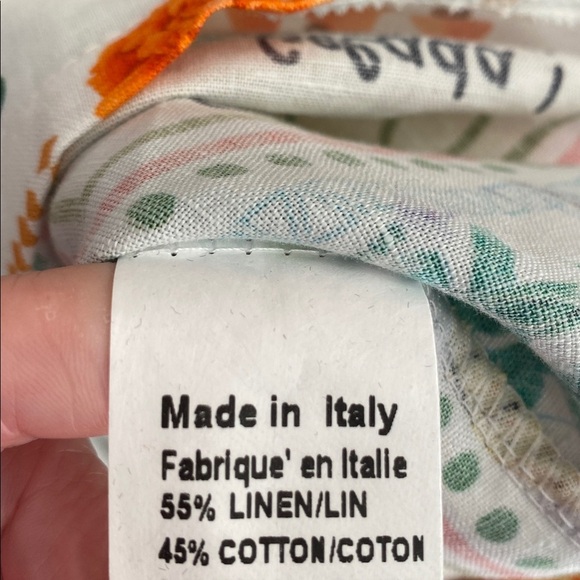 Made in Italy
Fabrique' en Italie
55% LINEN/LIN
45% COTTON/COTON